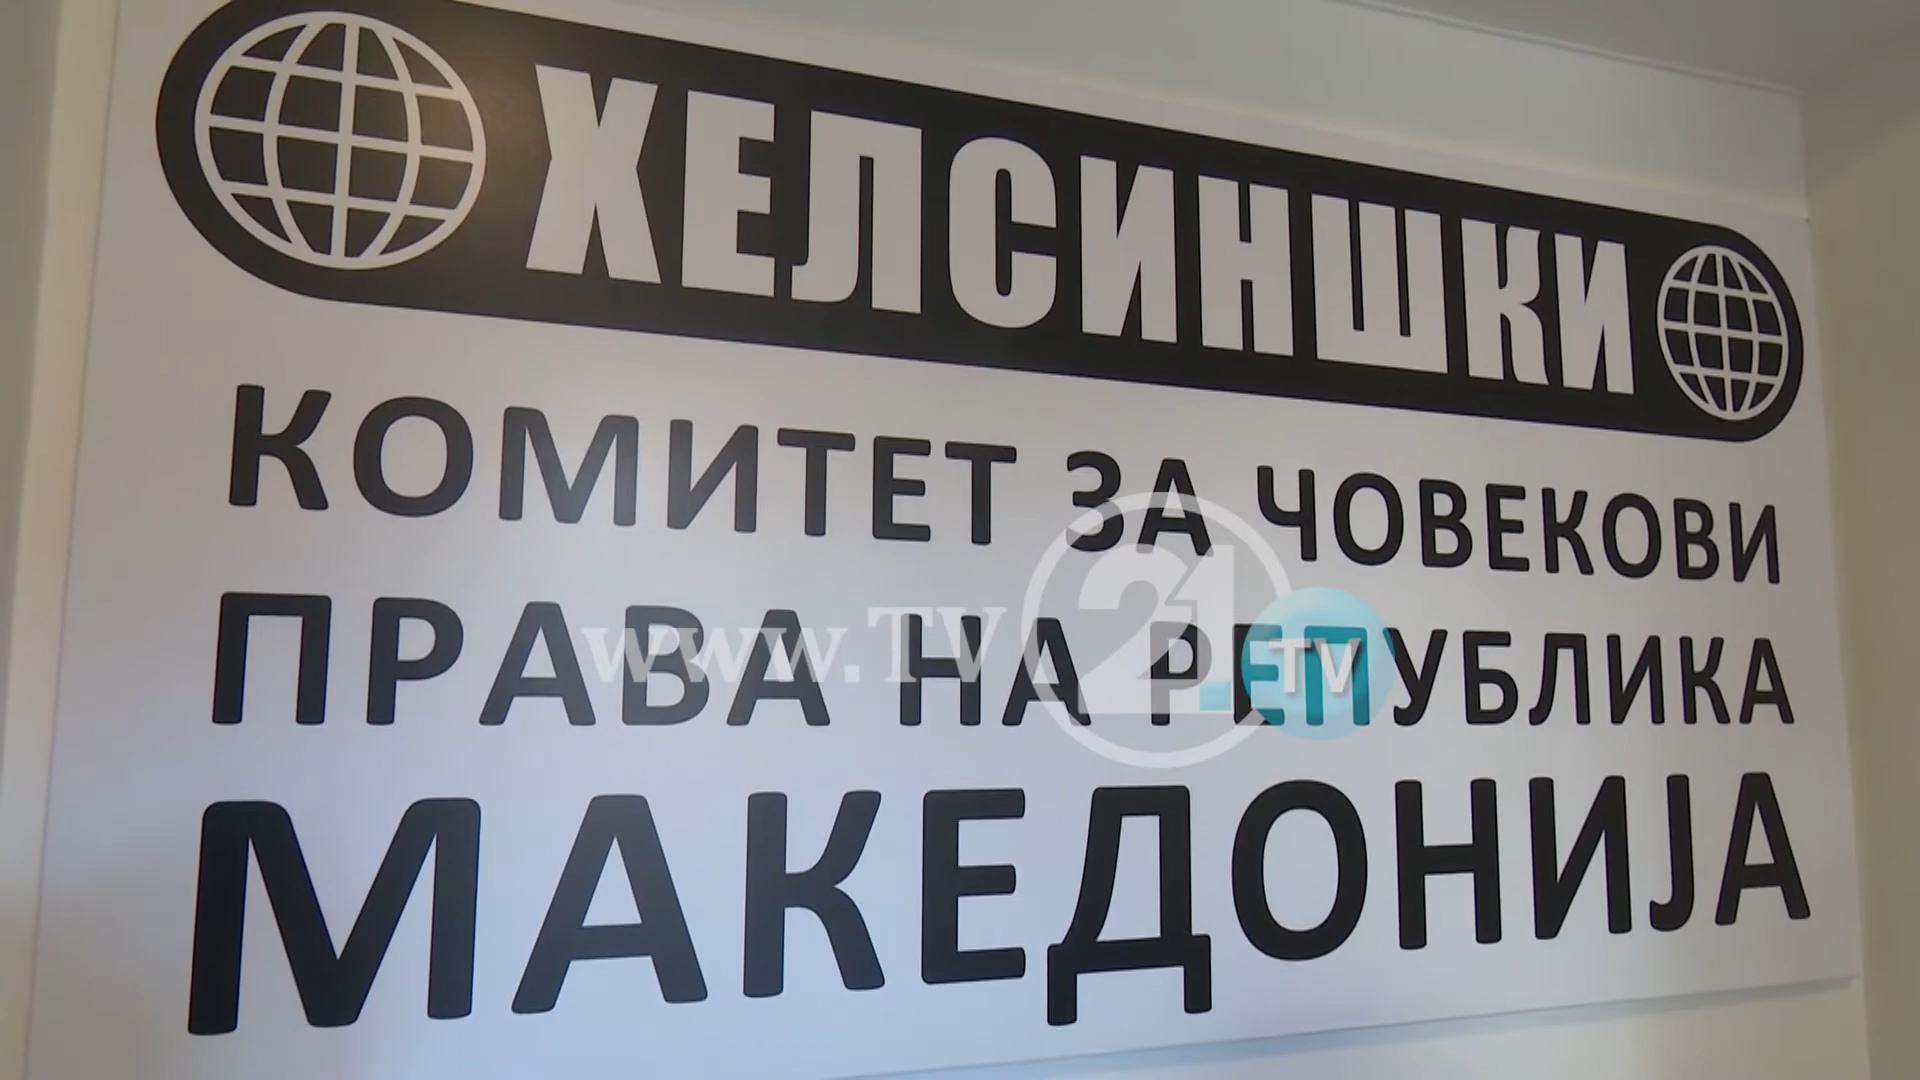 ХЕЛСИНШКИ
КОМИТЕТ ЗА ЧОВЕКОВИ
ПРАВА НА РЕПУБЛИКА
МАКЕДОНИЈА
www.TV21.TV